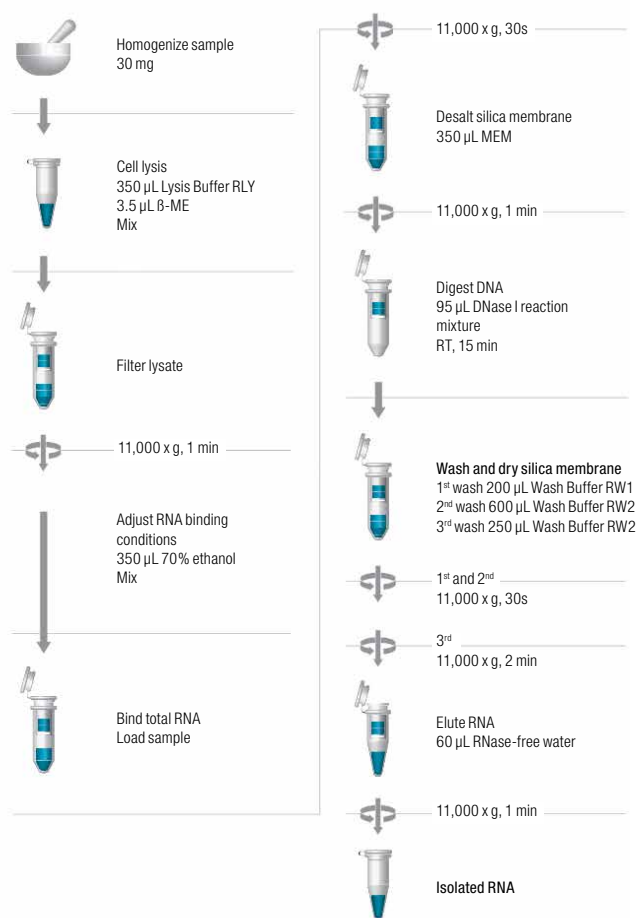 Homogenize sample
30 mg
Cell lysis
350 µL Lysis Buffer RLY
3.5 µL ß-ME
Mix
Filter lysate
11,000 x g, 1 min
Adjust RNA binding
conditions
350 µL 70% ethanol
Mix
Bind total RNA
Load sample
11,000 x g, 30s
Desalt silica membrane
350 µL MEM
11,000 x g, 1 min
Digest DNA
95 µL DNase I reaction
mixture
RT, 15 min
Wash and dry silica membrane
1st wash 200 µL Wash Buffer RW1
2nd wash 600 µL Wash Buffer RW2
3rd wash 250 µL Wash Buffer RW2
1st and 2nd
11,000 x g, 30s
3rd
11,000 x g, 2 min
Elute RNA
60 µL RNase-free water
11,000 x g, 1 min
Isolated RNA